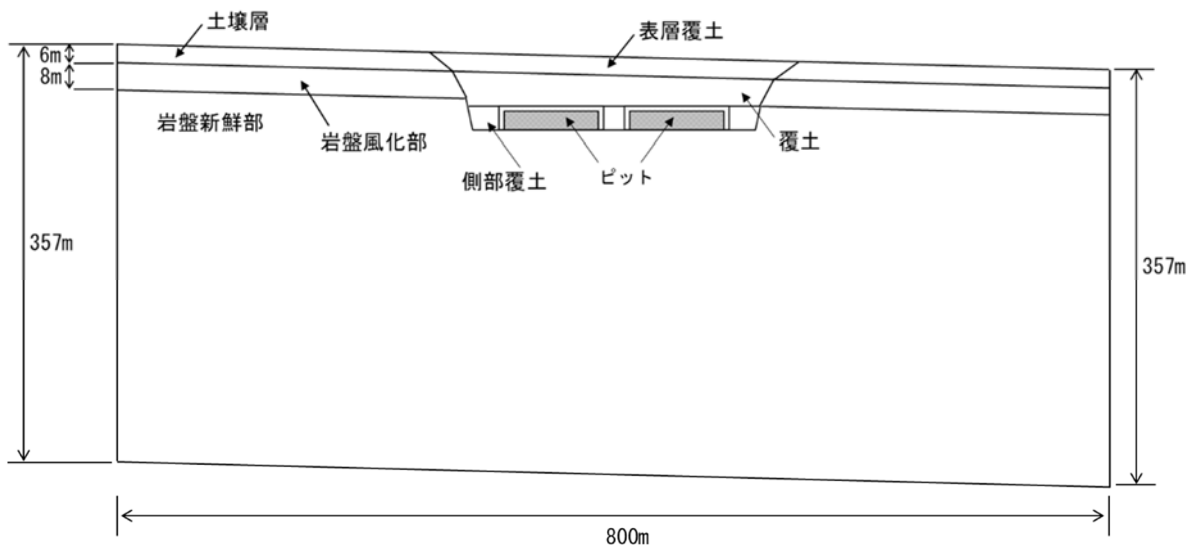 土壌層
表層覆土
6m
8m
岩盤新鮮部
岩盤風化部
覆土
側部覆土
ピット
357m
357m
800m